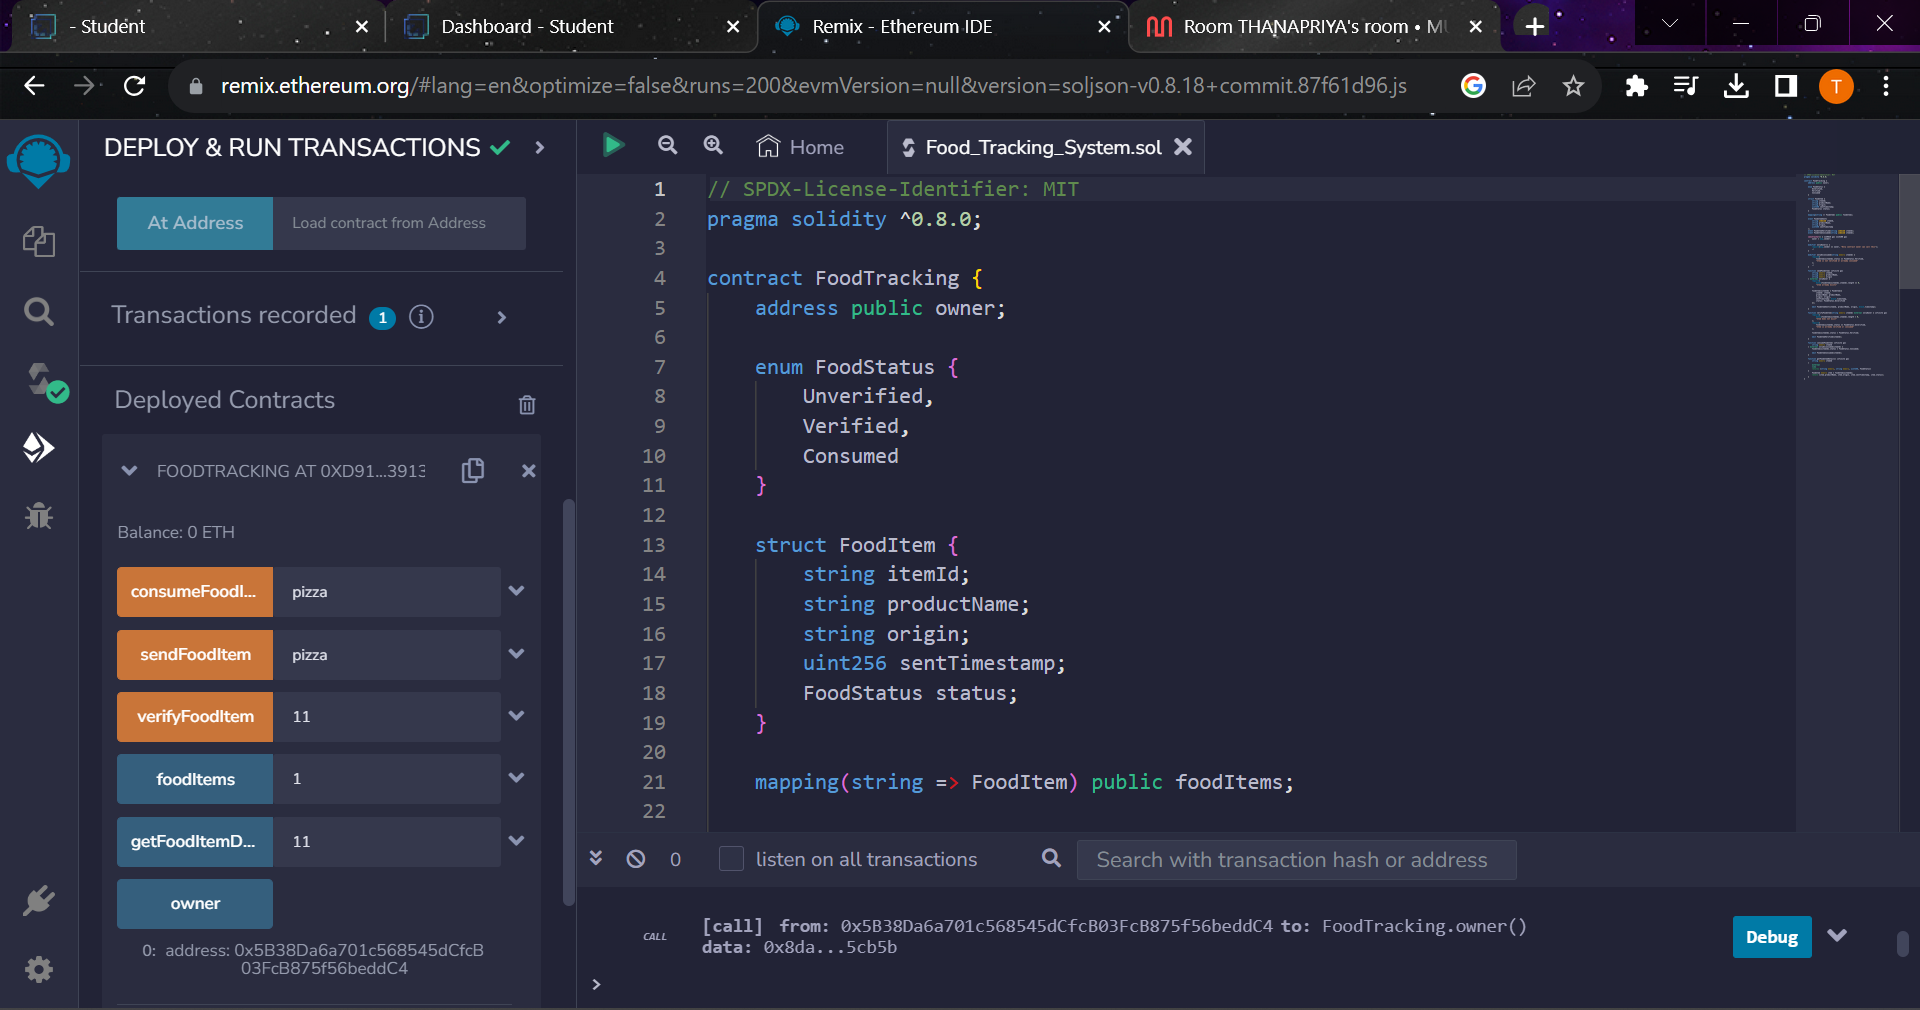 - Student
Dashboard - Student
Remix - Ethereum IDE
Room THANAPRIYA's room • M
remix.ethereum.org/#lang=en&optimize=false&runs=200&evmVersion=null&version=soljson-v0.8.18+commit.87f61d96.js
T
DEPLOY & RUN TRANSACTIONS
At Address
Load contract from Address
Transactions recorded 1 i
Deployed Contracts
FOODTRACKING AT 0XD91...3913
Balance: 0 ETH
consumeFoodI... pizza
sendFoodItem pizza
verifyFoodItem 11
foodItems 1
getFoodItemD... 11
owner
0: address: 0x5B38Da6a701c568545dCfcB
03FcB875f56beddC4
Home
Food_Tracking_System.sol
1 // SPDX-License-Identifier: MIT
2 pragma solidity ^0.8.0;
3
4 contract FoodTracking {
5 address public owner;
6
7 enum FoodStatus {
8 Unverified,
9 Verified,
10 Consumed
11 }
12
13 struct FoodItem {
14 string itemId;
15 string productName;
16 string origin;
17 uint256 sentTimestamp;
18 FoodStatus status;
19 }
20
21 mapping(string => FoodItem) public foodItems;
22
0
listen on all transactions
Search with transaction hash or address
CALL
[call] from: 0x5B38Da6a701c568545dCfcB03FcB875f56beddC4 to: FoodTracking.owner()
data: 0x8da...5cb5b
Debug
>